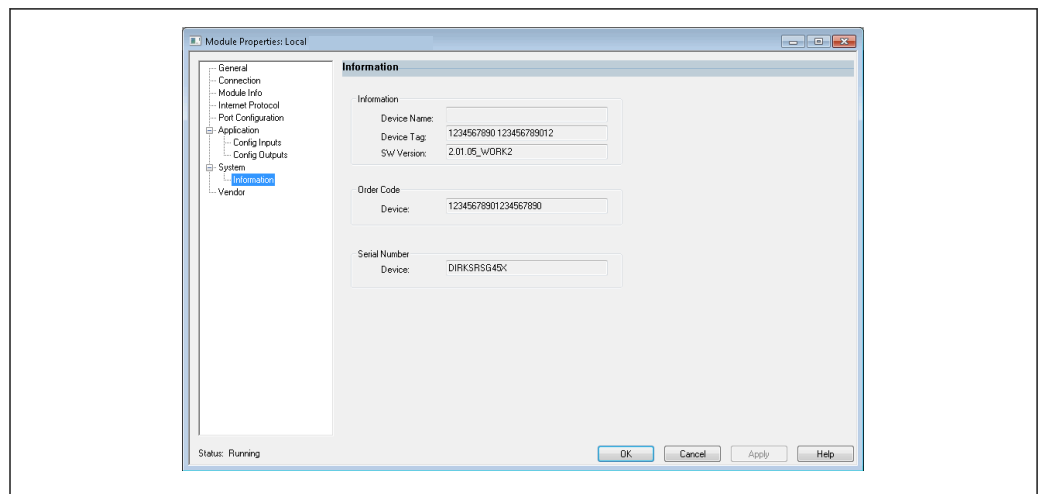 Module Properties: Local
General
Connection
Module Info
Internet Protocol
Port Configuration
Application
Config Inputs
Config Outputs
System
Information
Vendor
Information
Information
Device Name:
Device Tag: 1234567890 123456789012
SW Version: 2.01.05_WORK2
Order Code
Device: 12345678901234567890
Serial Number
Device: DIRKSRSG45X
Status: Running
OK Cancel Apply Help